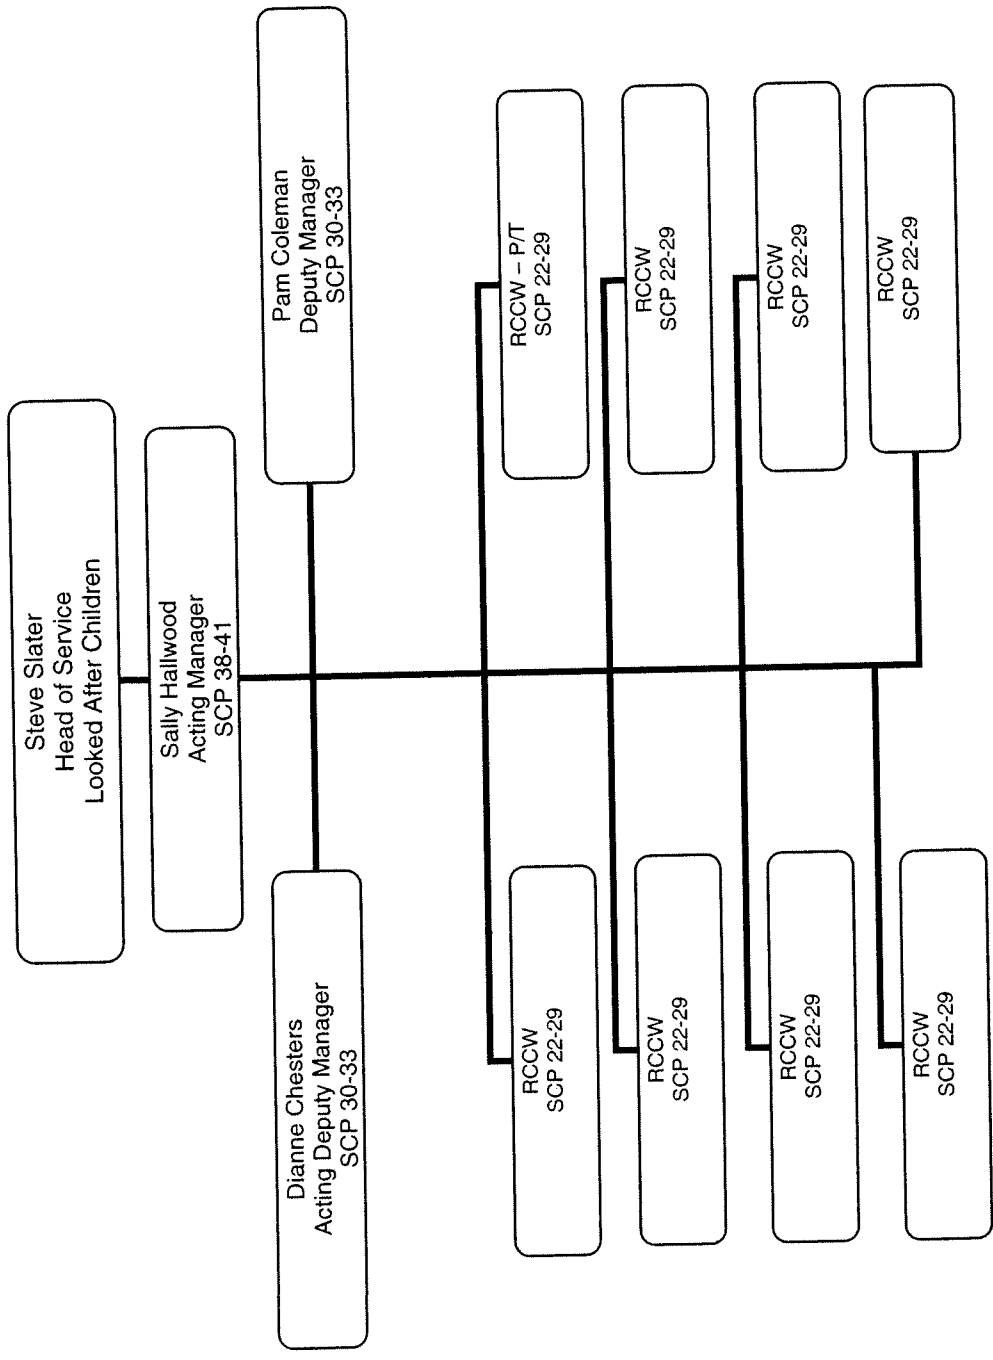 Steve Slater
Head of Service
Looked After Children
Sally Hallwood
Acting Manager
SCP 38-41
Dianne Chesters
Acting Deputy Manager
SCP 30-33
Pam Coleman
Deputy Manager
SCP 30-33
RCCW
SCP 22-29
RCCW – P/T
SCP 22-29
RCCW
SCP 22-29
RCCW
SCP 22-29
RCCW
SCP 22-29
RCCW
SCP 22-29
RCCW
SCP 22-29
RCCW
SCP 22-29